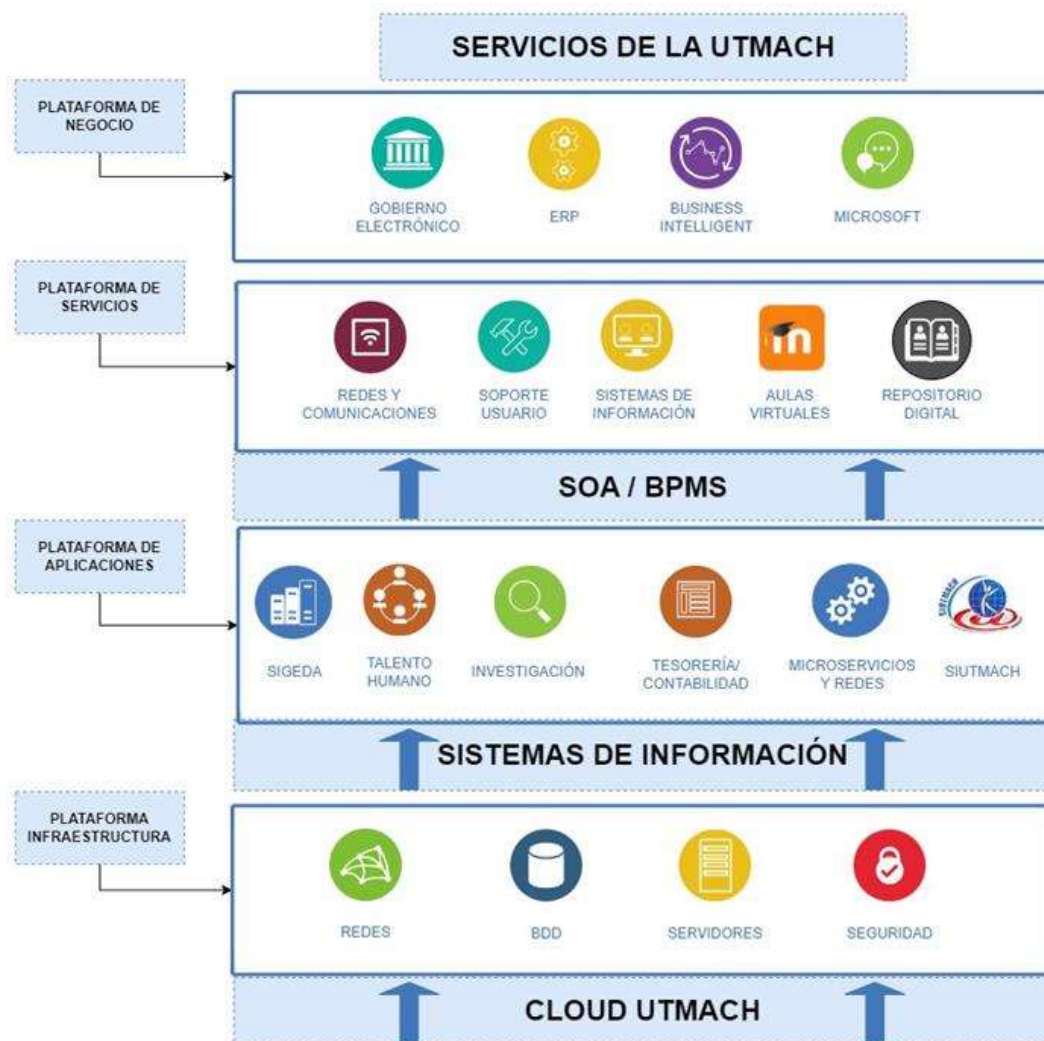 SERVICIOS DE LA UTMACH
PLATAFORMA DE
NEGOCIO
GOBIERNO
ELECTRÓNICO
ERP
BUSINESS
INTELLIGENT
MICROSOFT
PLATAFORMA DE
SERVICIOS
REDES Y
COMUNICACIONES
SOPORTE
USUARIO
SISTEMAS DE
INFORMACIÓN
AULAS
VIRTUALES
REPOSITORIO
DIGITAL
SOA / BPMS
PLATAFORMA DE
APLICACIONES
SIGEDA
TALENTO
HUMANO
INVESTIGACIÓN
TESORERÍA/
CONTABILIDAD
MICROSERVICIOS
Y REDES
SIUTMACH
SIUTMACH
SISTEMAS DE INFORMACIÓN
PLATAFORMA
INFRAESTRUCTURA
REDES
BDD
SERVIDORES
SEGURIDAD
CLOUD UTMACH